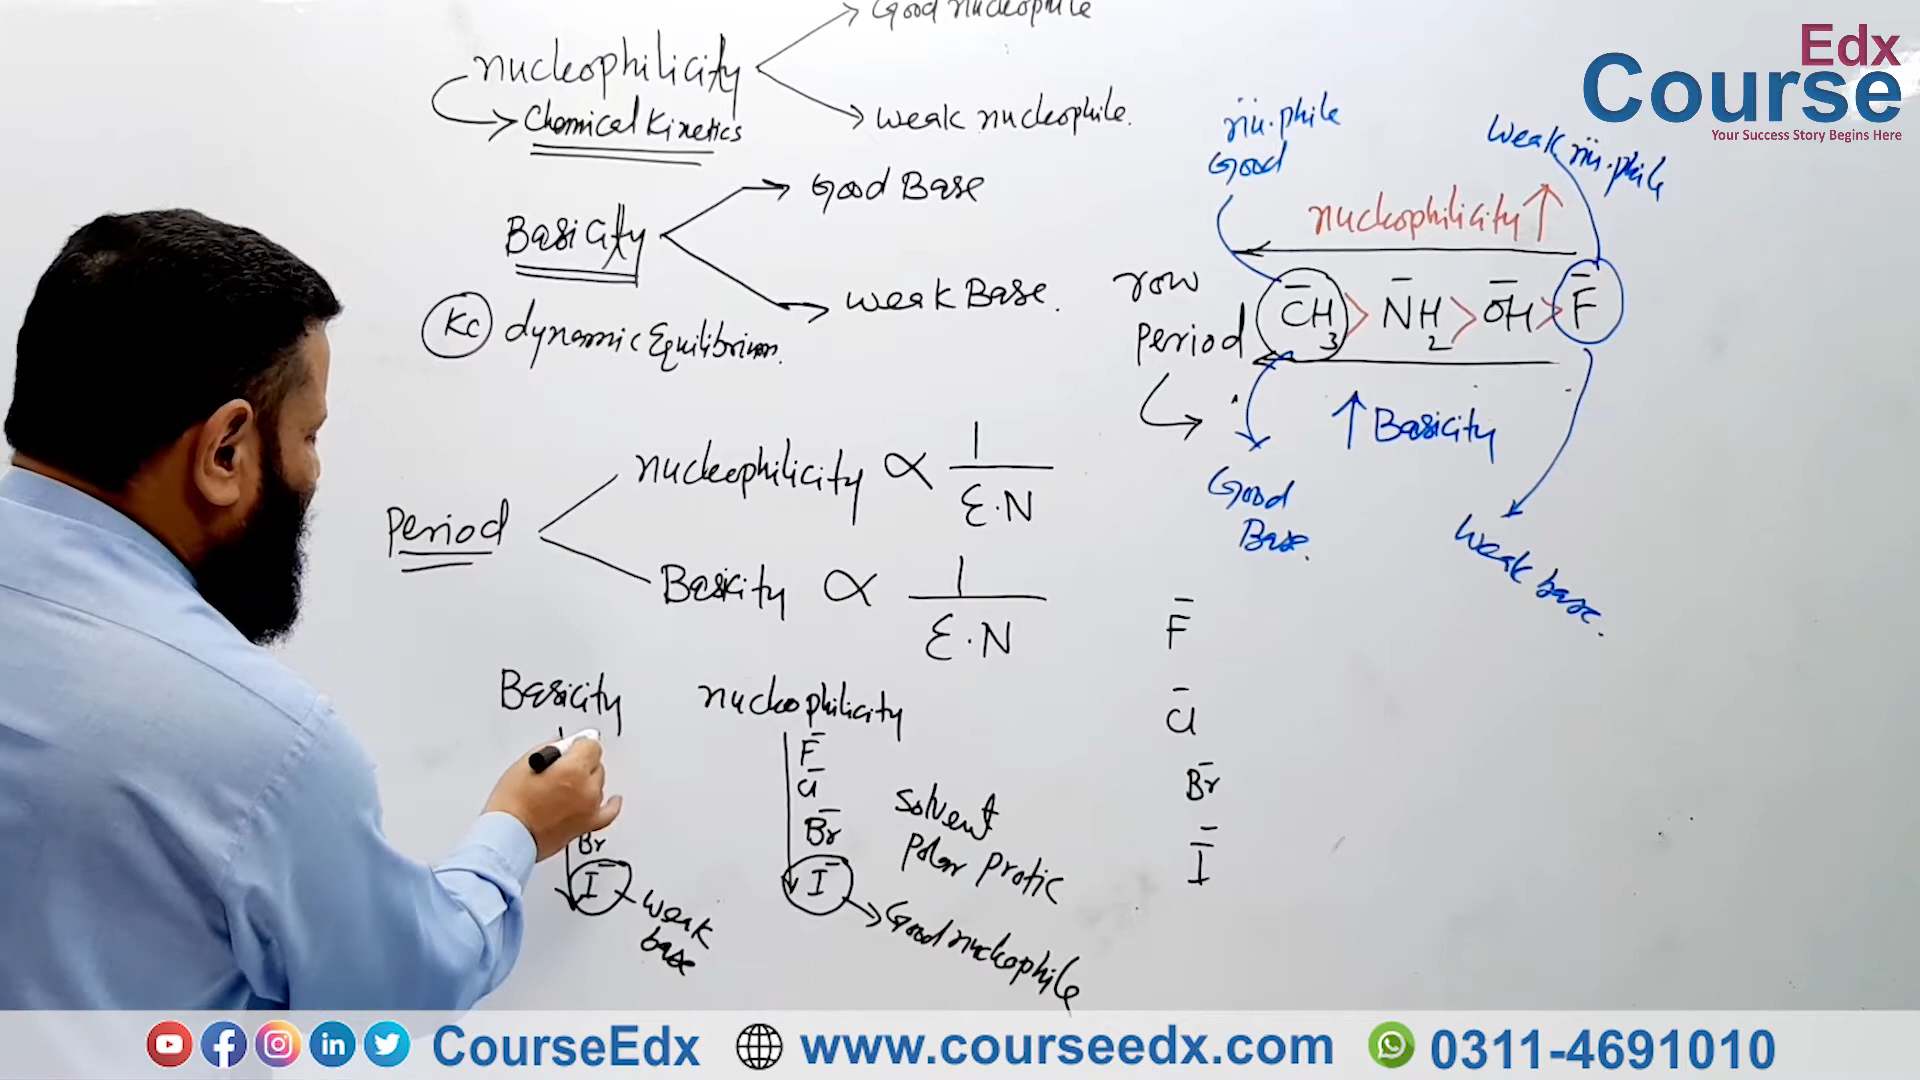 Good nucleophile
nucleophilicity
Chemical Kinetics
weak nucleophile.
Basicity
Good Base
weak Base.
Kc dynamic Equilibrium.
Period
nucleophilicity ∝ 1/E.N
Basicity ∝ 1/E.N
Basicity
Br
I⁻
weak
base
nucleophilicity
F⁻
Cl⁻
Br⁻
I⁻
Solvent
Polar Protic
Good nucleophile
Edx
Course
Your Success Story Begins Here
nu.phile
Good
weak nu.phile
nucleophilicity ↑
row
Period
C̄H₃ > N̄H₂ > ŌH > F̄
↑ Basicity
Good
Base.
weak base.
F⁻
Cl⁻
Br⁻
I⁻
CourseEdx
www.courseedx.com
0311-4691010